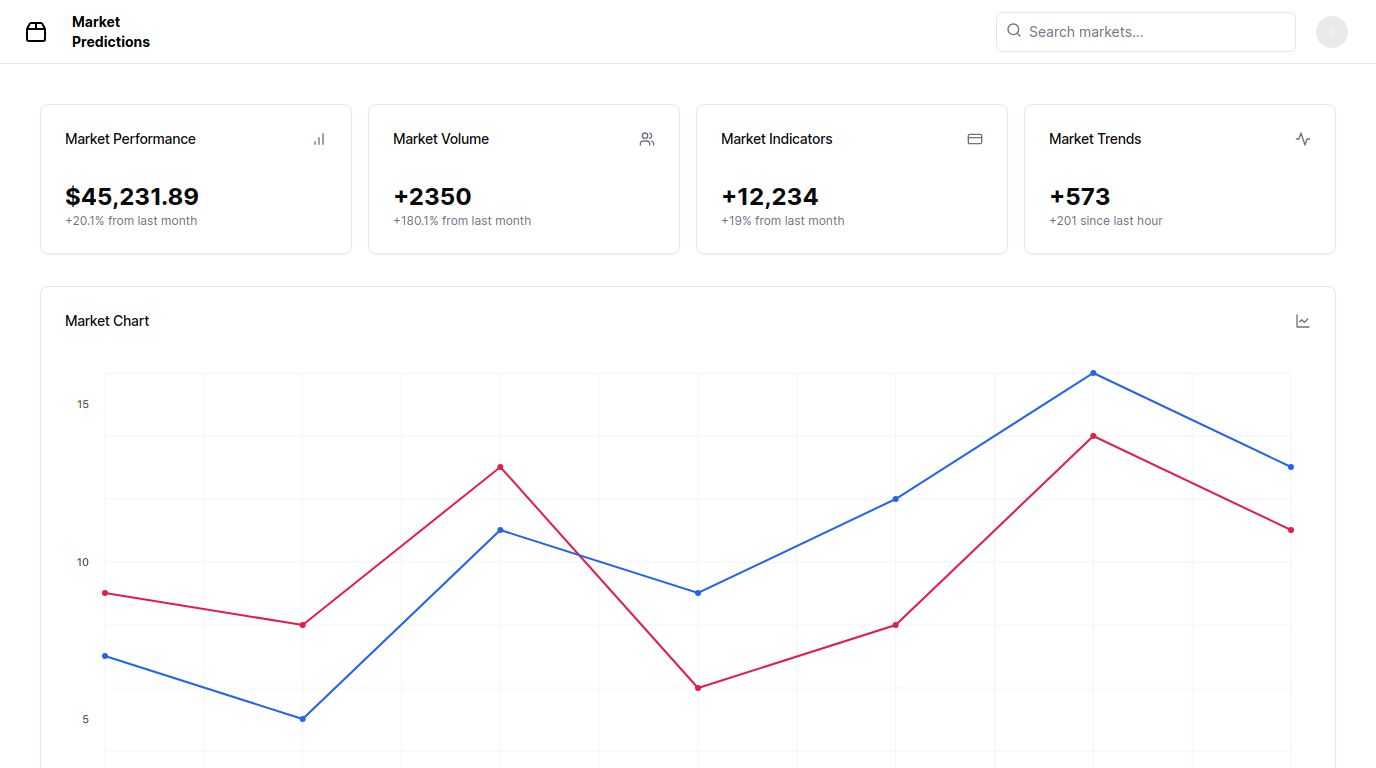 Market
Predictions
Search markets...
Market Performance
$45,231.89
+20.1% from last month
Market Volume
+2350
+180.1% from last month
Market Indicators
+12,234
+19% from last month
Market Trends
+573
+201 since last hour
Market Chart
15
10
5